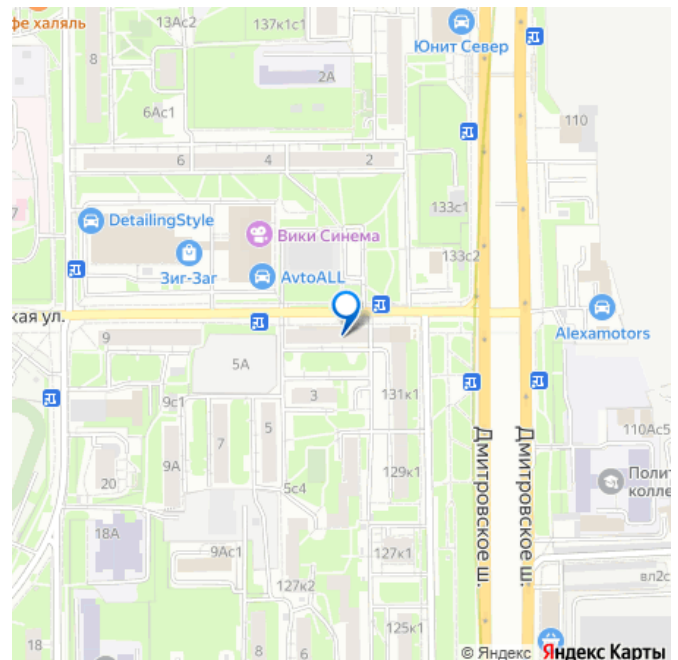 фе халяль
13Ас2
137к1с1
Юнит Север
8
2А
6Ас1
110
6
4
2
133с1
7
DetailingStyle
Вики Синема
133с2
Зиг-Заг
AvtoALL
кая ул.
Alexamotors
9
5А
3
131к1
9с1
110Ас5
5
7
Дмитровское ш.
Дмитровское ш.
9А
129к1
Полит
колле
20
5с4
18А
9Ас1
127к1
вл2с
127к2
125к1
18
8
6
© Яндекс Яндекс Карты